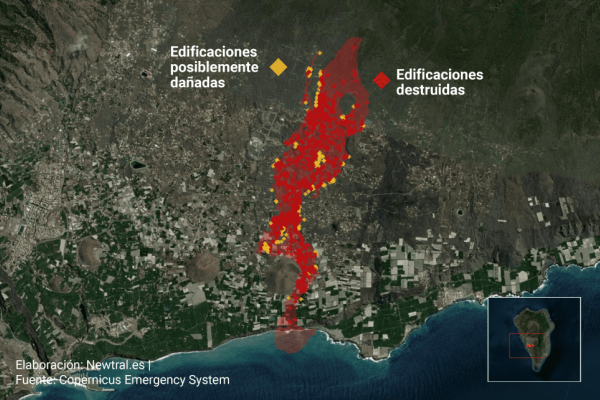 Edificaciones
posiblemente
dañadas
Edificaciones
destruidas
Elaboración: Newtral.es |
Fuente: Copernicus Emergency System